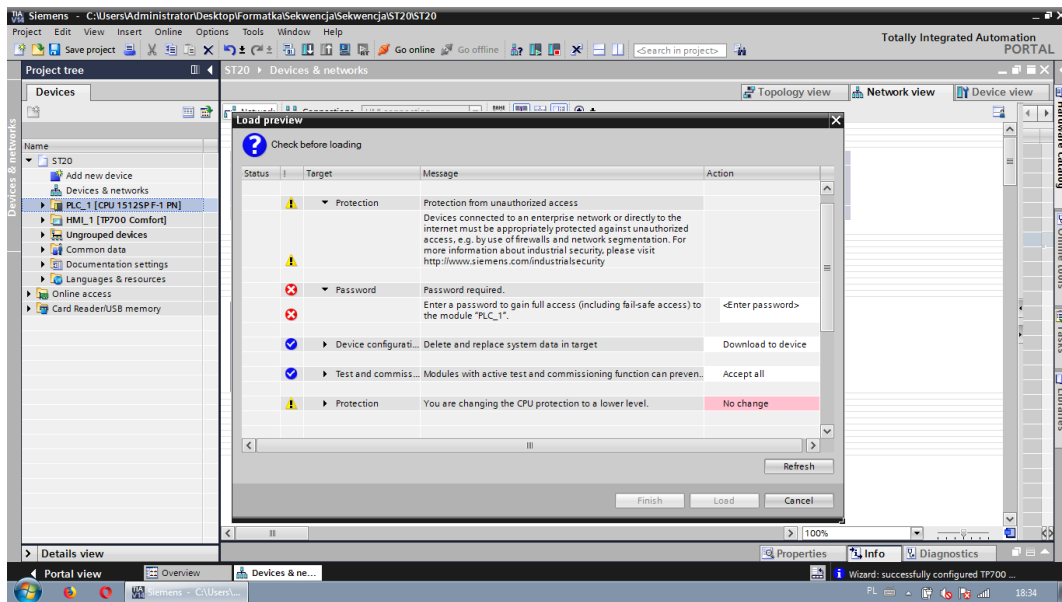 Siemens - C:\Users\Administrator\Desktop\Formatka\Sekwencja\Sekwencja\ST20\ST20
Project Edit View Insert Online Options Tools Window Help
Totally Integrated Automation
PORTAL
Save project
Go online
Go offline
<Search in project>
Project tree
ST20
Devices & networks
Devices
Topology view
Network view
Device view
Load preview
Check before loading
Name
ST20
Add new device
Devices & networks
PLC_1 [CPU 1512SP F-1 PN]
HMI_1 [TP700 Comfort]
Ungrouped devices
Common data
Documentation settings
Languages & resources
Online access
Card Reader/USB memory
Devices & networks
Hardware Catalog
Online tools
Tasks
Libraries
Status ! Target Message Action
Protection Protection from unauthorized access
Devices connected to an enterprise network or directly to the
internet must be appropriately protected against unauthorized
access, e.g. by use of firewalls and network segmentation. For
more information about industrial security, please visit
http://www.siemens.com/industrialsecurity
Password Password required.
Enter a password to gain full access (including fail-safe access) to
the module "PLC_1". <Enter password>
Device configurati... Delete and replace system data in target Download to device
Test and commiss... Modules with active test and commissioning function can preven.. Accept all
Protection You are changing the CPU protection to a lower level. No change
Refresh
Finish
Load
Cancel
100%
Details view
Properties
Info
Diagnostics
Portal view
Overview
Devices & ne...
Wizard: successfully configured TP700 ...
Siemens - C:\Users\...
PL
18:34